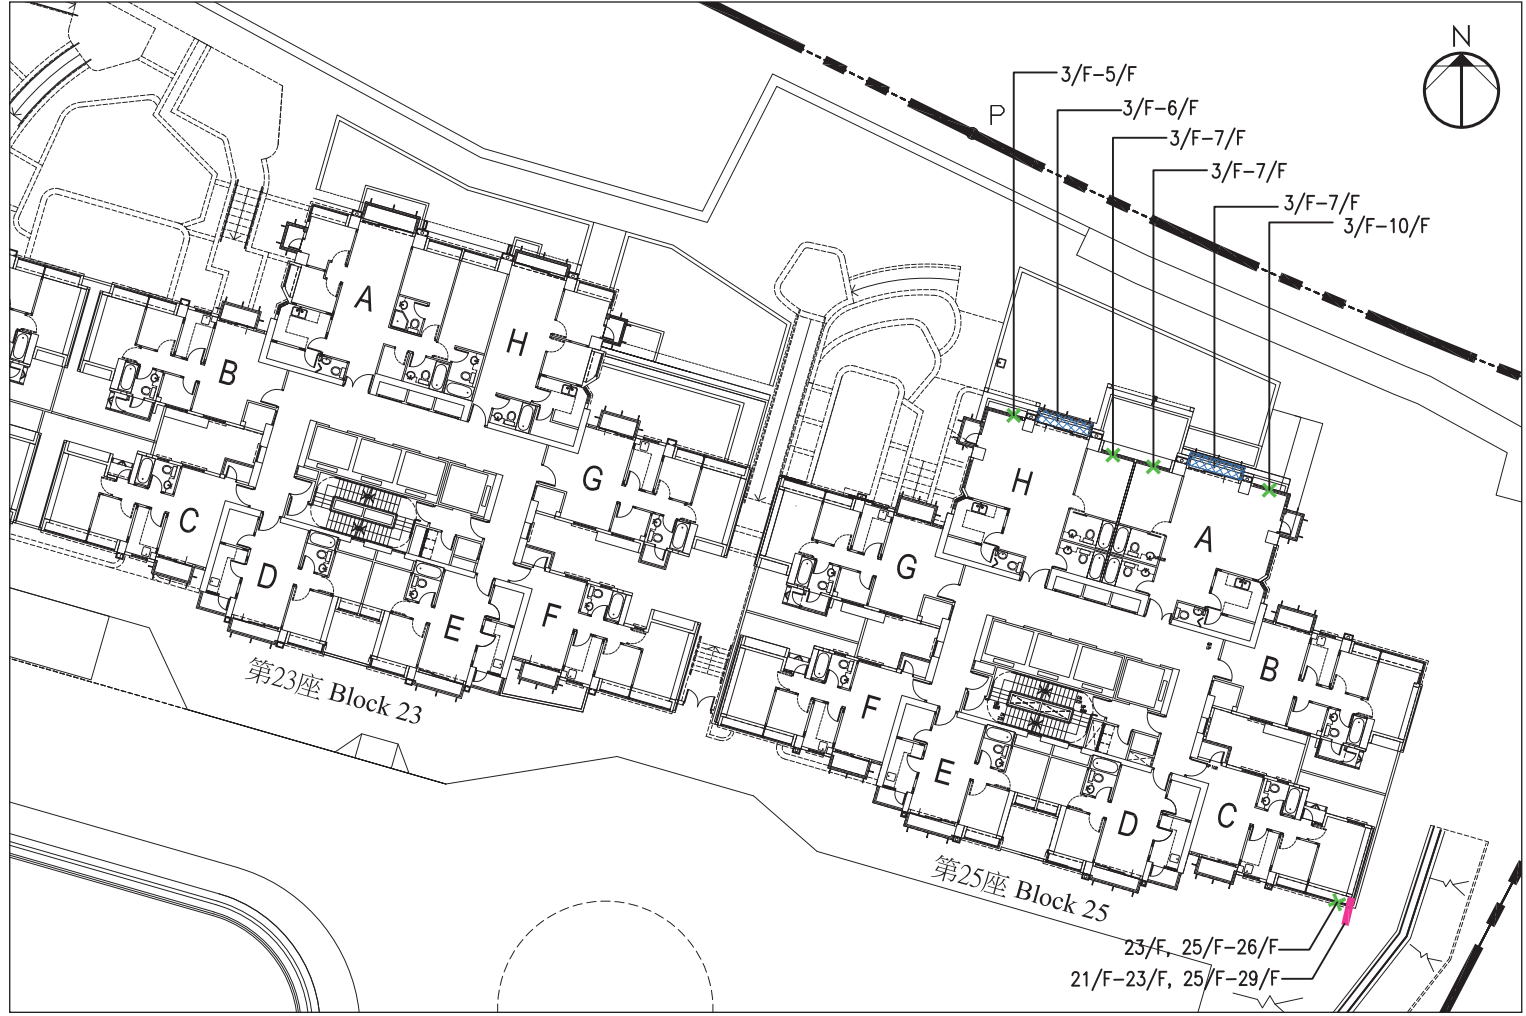 N
3/F-5/F
3/F-6/F
P
3/F-7/F
3/F-7/F
3/F-7/F
3/F-10/F
A
H
B
G
C
D
E
F
第23座 Block 23
H
A
G
B
F
E
D
C
第25座 Block 25
23/F, 25/F-26/F
21/F-23/F, 25/F-29/F